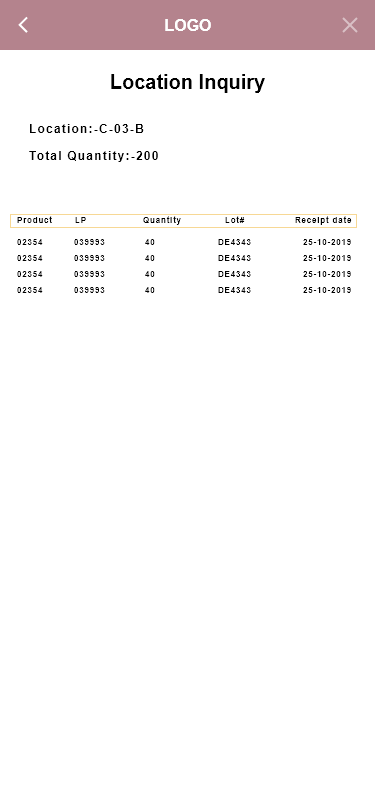 LOGO
Location Inquiry
Location:-C-03-B
Total Quantity:-200
Product LP Quantity Lot# Receipt date
02354 039993 40 DE4343 25-10-2019
02354 039993 40 DE4343 25-10-2019
02354 039993 40 DE4343 25-10-2019
02354 039993 40 DE4343 25-10-2019